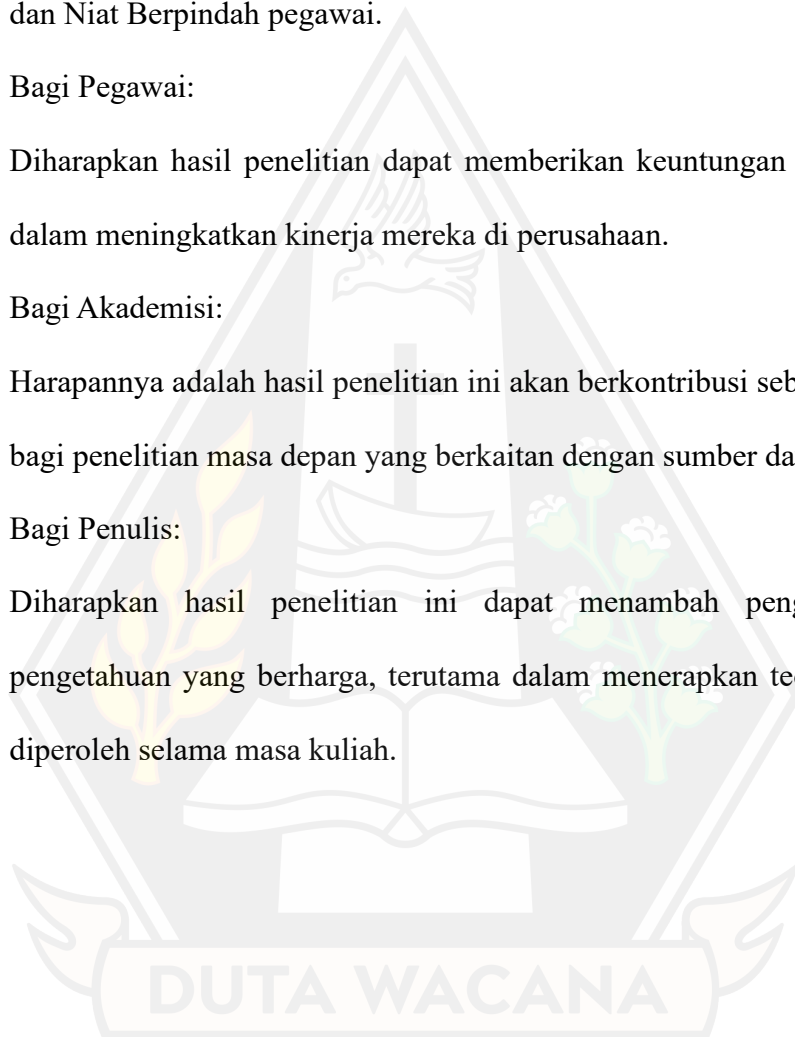 dan Niat Berpindah pegawai.
Bagi Pegawai:
Diharapkan hasil penelitian dapat memberikan keuntungan
dalam meningkatkan kinerja mereka di perusahaan.
Bagi Akademisi:
Harapannya adalah hasil penelitian ini akan berkontribusi
bagi penelitian masa depan yang berkaitan dengan sumber
Bagi Penulis:
Diharapkan hasil penelitian ini dapat menambah
pengetahuan yang berharga, terutama dalam menerapkan
diperoleh selama masa kuliah.
DUTA WACANA